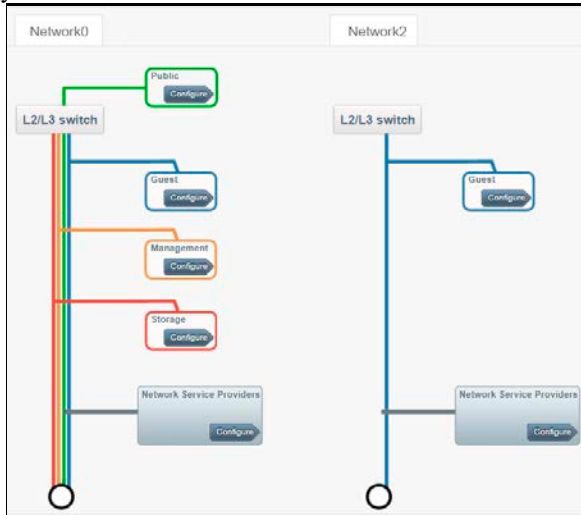 Network0
Network2
Public
Configure
L2/L3 switch
L2/L3 switch
Guest
Configure
Guest
Configure
Management
Configure
Storage
Configure
Network Service Providers
Configure
Network Service Providers
Configure